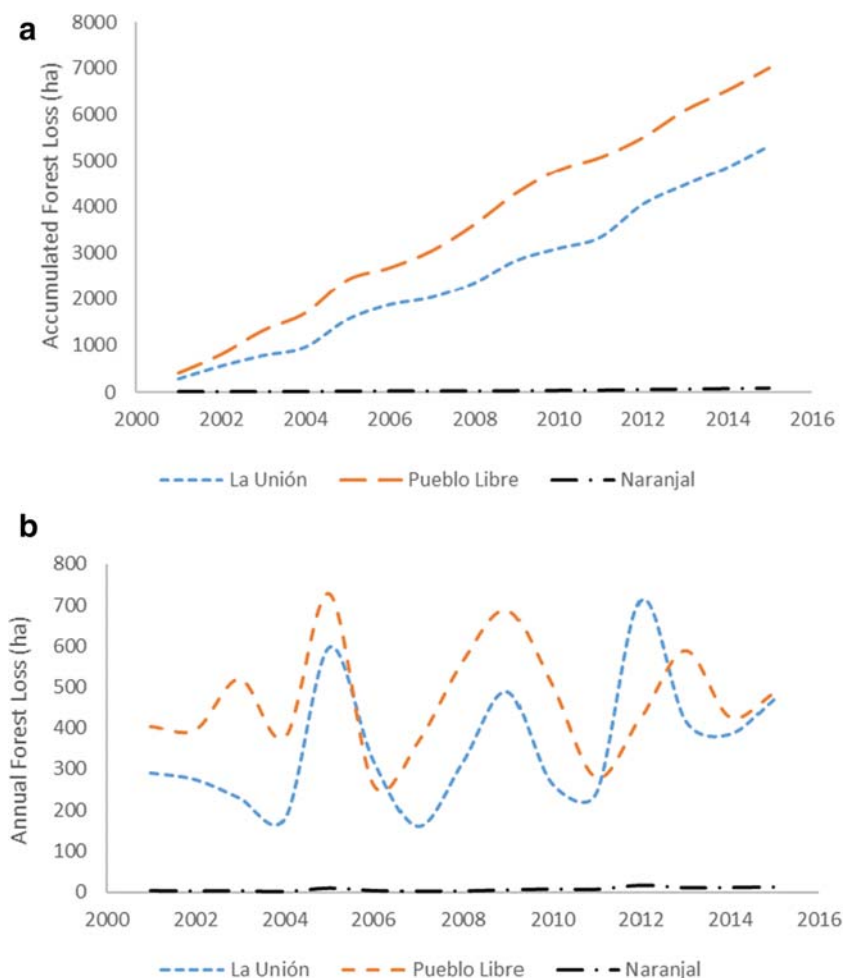 a
Accumulated Forest Loss (ha)
8000
7000
6000
5000
4000
3000
2000
1000
0
2000 2002 2004 2006 2008 2010 2012 2014 2016
La Unión Pueblo Libre Naranjal
b
Annual Forest Loss (ha)
800
700
600
500
400
300
200
100
0
2000 2002 2004 2006 2008 2010 2012 2014 2016
La Unión Pueblo Libre Naranjal